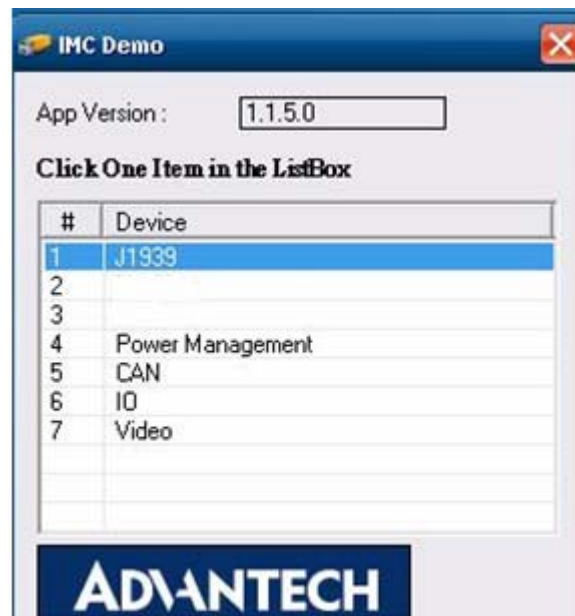 IMC Demo
App Version : 1.1.5.0
Click One Item in the ListBox
# Device
1 J1939
2
3
4 Power Management
5 CAN
6 IO
7 Video
ADVANTECH